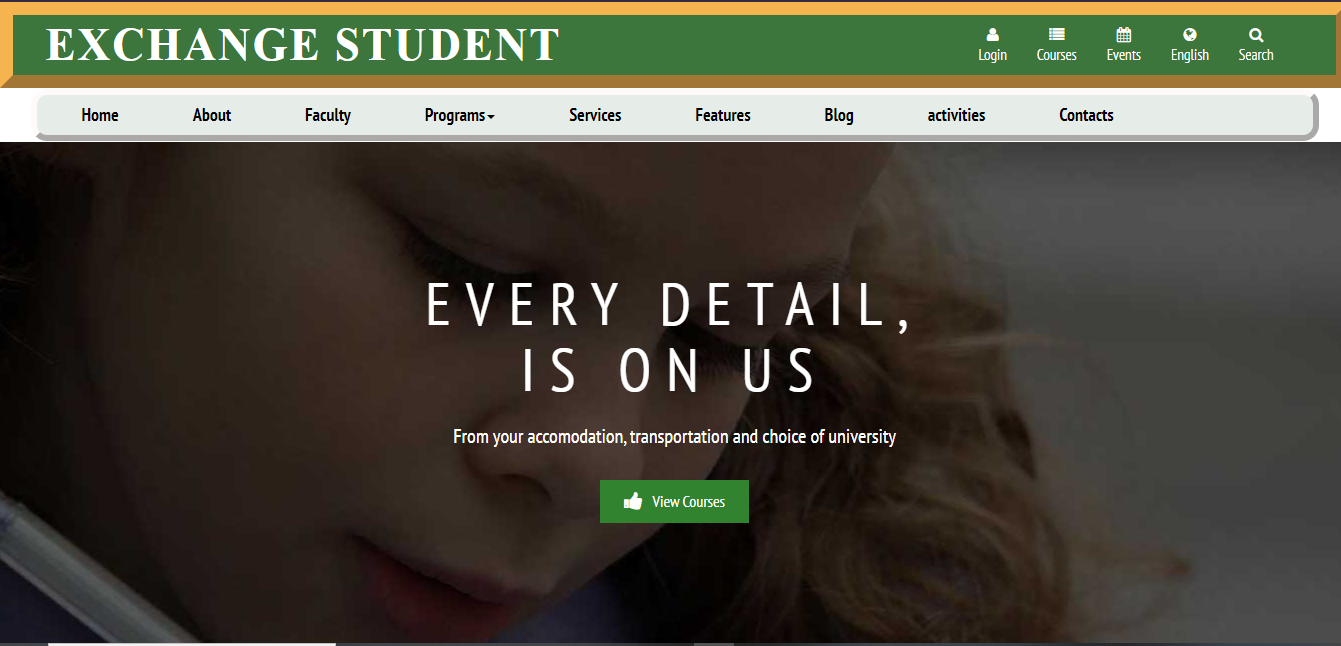 EXCHANGE STUDENT
Login Courses Events English Search
Home About Faculty Programs Services Features Blog activities Contacts
EVERY DETAIL,
IS ON US
From your accomodation, transportation and choice of university
View Courses